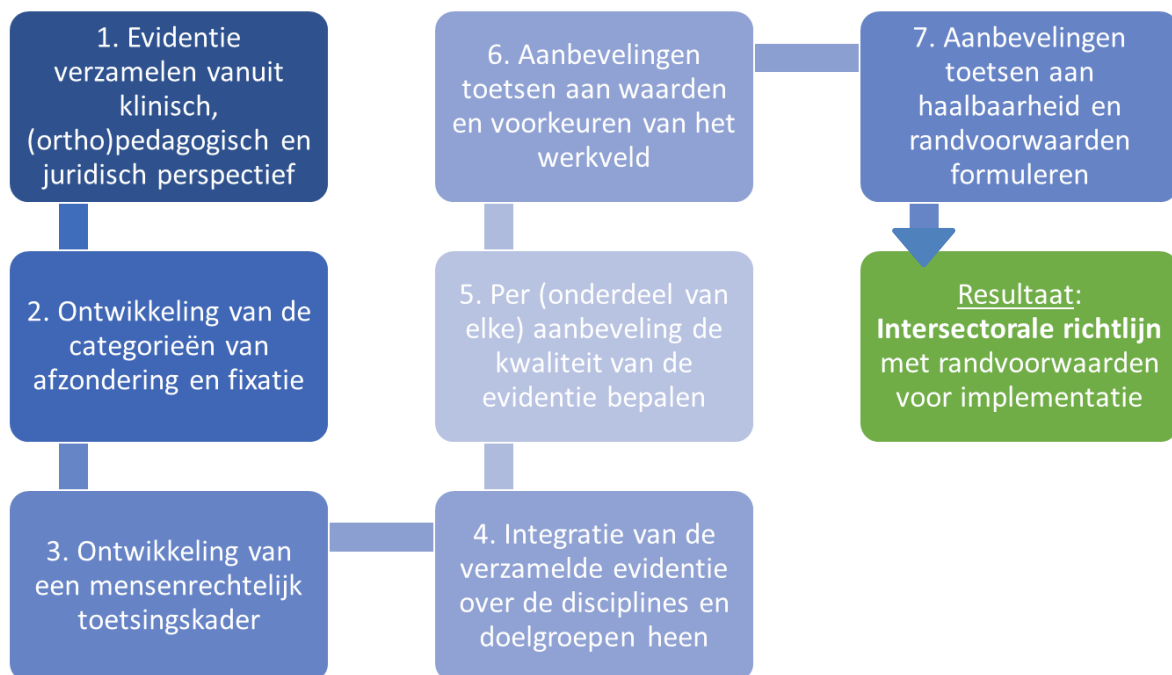 1. Evidentie
verzamelen vanuit
klinisch,
(ortho)pedagogisch en
juridisch perspectief
2. Ontwikkeling van de
categorieën van
afzondering en fixatie
3. Ontwikkeling van
een mensenrechtelijk
toetsingskader
4. Integratie van de
verzamelde evidentie
over de disciplines en
doelgroepen heen
5. Per (onderdeel van
elke) aanbeveling de
kwaliteit van de
evidentie bepalen
6. Aanbevelingen
toetsen aan waarden
en voorkeuren van het
werkveld
7. Aanbevelingen
toetsen aan
haalbaarheid en
randvoorwaarden
formuleren
Resultaat:
Intersectorale richtlijn
met randvoorwaarden
voor implementatie